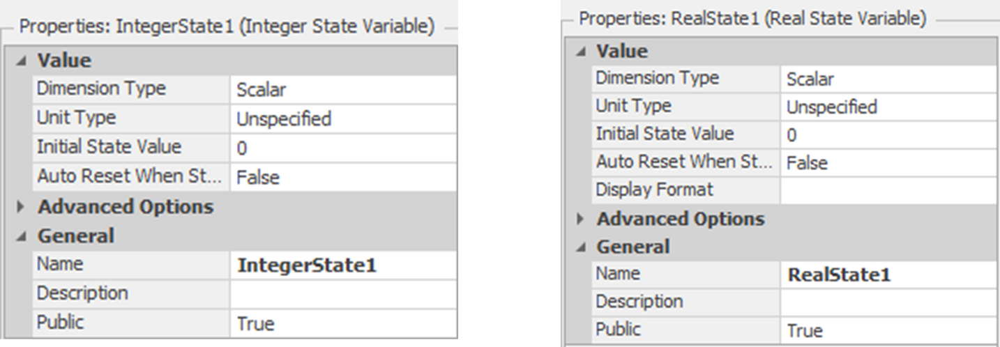 Properties: IntegerState1 (Integer State Variable)
Value
Dimension Type Scalar
Unit Type Unspecified
Initial State Value 0
Auto Reset When St... False
Advanced Options
General
Name IntegerState1
Description
Public True
Properties: RealState1 (Real State Variable)
Value
Dimension Type Scalar
Unit Type Unspecified
Initial State Value 0
Auto Reset When St... False
Display Format
Advanced Options
General
Name RealState1
Description
Public True